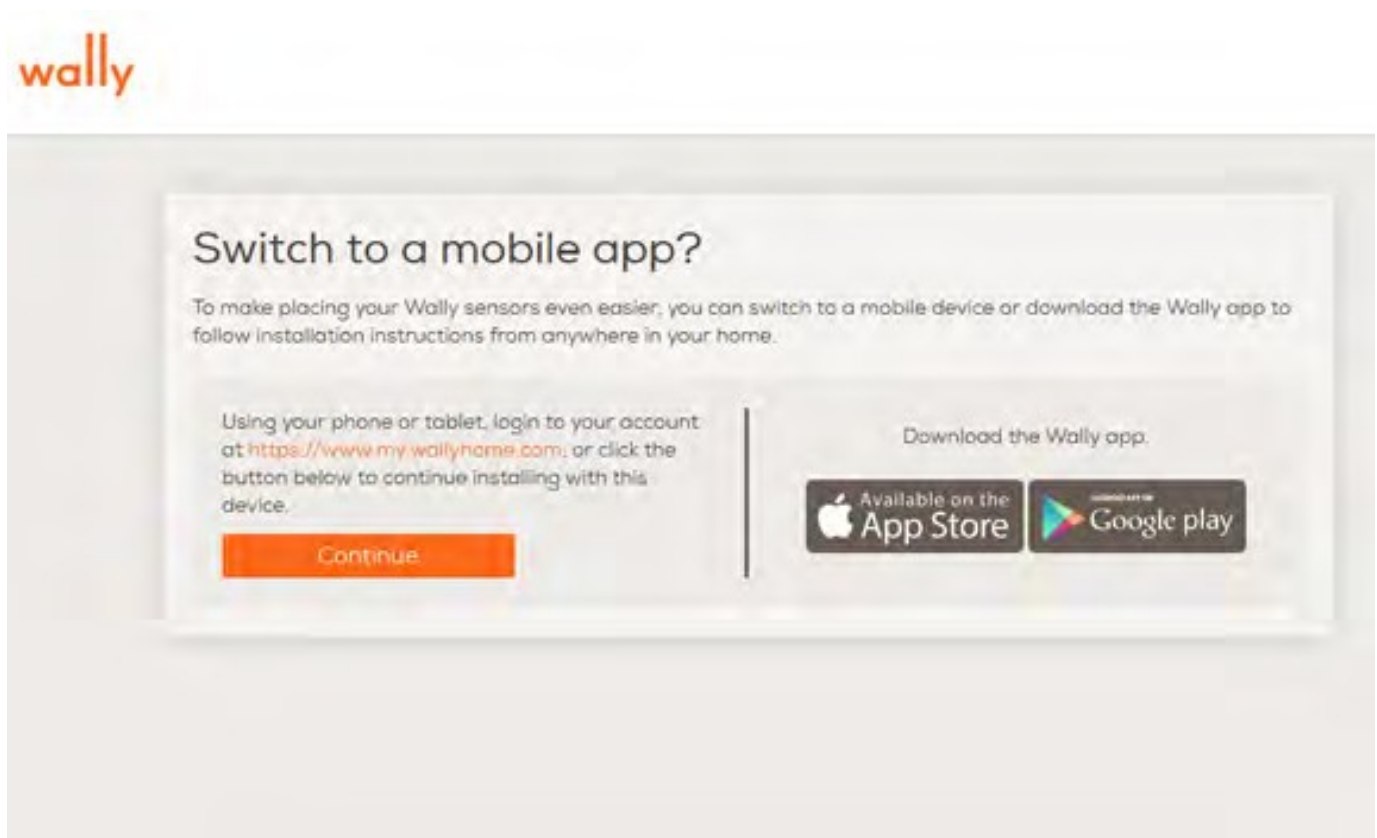 wally
Switch to a mobile app?
To make placing your Wally sensors even easier, you can switch to a mobile device or download the Wally app to
follow installation instructions from anywhere in your home.
Using your phone or tablet, login to your account
at https://www.my.wallyhome.com, or click the
button below to continue installing with this
device.
Continue
Download the Wally app.
Available on the
App Store
Google play